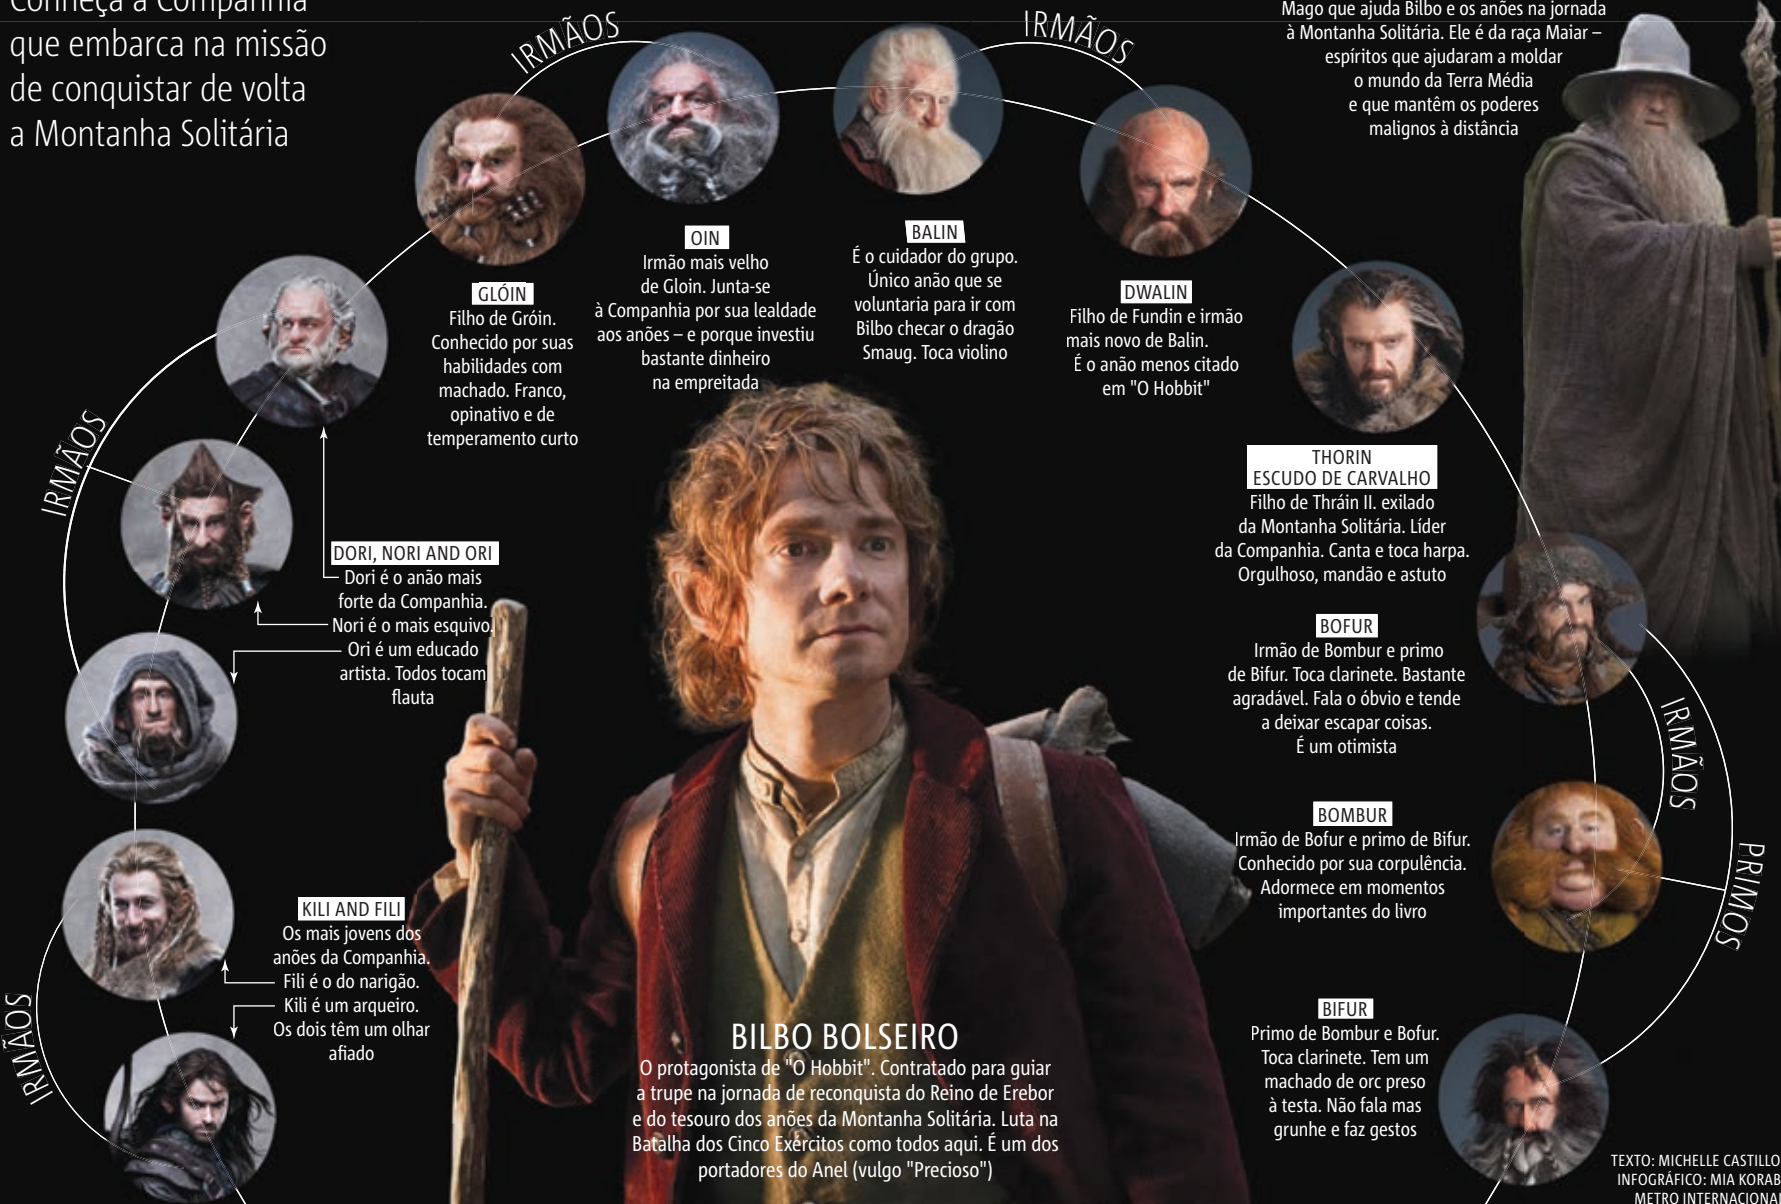 Conheça a Companhia
que embarca na missão
de conquistar de volta
a Montanha Solitária
IRMÃOS
IRMÃOS
Mago que ajuda Bilbo e os anões na jornada
à Montanha Solitária. Ele é da raça Maiar –
espíritos que ajudaram a moldar
o mundo da Terra Média
e que mantêm os poderes
malignos à distância
GLÓIN
Filho de Gróin.
Conhecido por suas
habilidades com
machado. Franco,
opinativo e de
temperamento curto
OIN
Irmão mais velho
de Gloin. Junta-se
à Companhia por sua lealdade
aos anões – e porque investiu
bastante dinheiro
na empreitada
BALIN
É o cuidador do grupo.
Único anão que se
voluntaria para ir com
Bilbo checar o dragão
Smaug. Toca violino
DWALIN
Filho de Fundin e irmão
mais novo de Balin.
É o anão menos citado
em "O Hobbit"
THORIN
ESCUDO DE CARVALHO
Filho de Thráin II. exilado
da Montanha Solitária. Líder
da Companhia. Canta e toca harpa.
Orgulhoso, mandão e astuto
IRMÃOS
DORI, NORI AND ORI
Dori é o anão mais
forte da Companhia.
Nori é o mais esquivo.
Ori é um educado
artista. Todos tocam
flauta
BOFUR
Irmão de Bombur e primo
de Bifur. Toca clarinete. Bastante
agradável. Fala o óbvio e tende
a deixar escapar coisas.
É um otimista
IRMÃOS
PRIMOS
BOMBUR
Irmão de Bofur e primo de Bifur.
Conhecido por sua corpulência.
Adormece em momentos
importantes do livro
KILI AND FILI
Os mais jovens dos
anões da Companhia.
Fili é o do narigão.
Kili é um arqueiro.
Os dois têm um olhar
afiado
IRMÃOS
BILBO BOLSEIRO
O protagonista de "O Hobbit". Contratado para guiar
a trupe na jornada de reconquista do Reino de Erebor
e do tesouro dos anões da Montanha Solitária. Luta na
Batalha dos Cinco Exércitos como todos aqui. É um dos
portadores do Anel (vulgo "Precioso")
BIFUR
Primo de Bombur e Bofur.
Toca clarinete. Tem um
machado de orc preso
à testa. Não fala mas
grunhe e faz gestos
TEXTO: MICHELLE CASTILLO
INFOGRÁFICO: MIA KORAB
METRO INTERNACIONAL